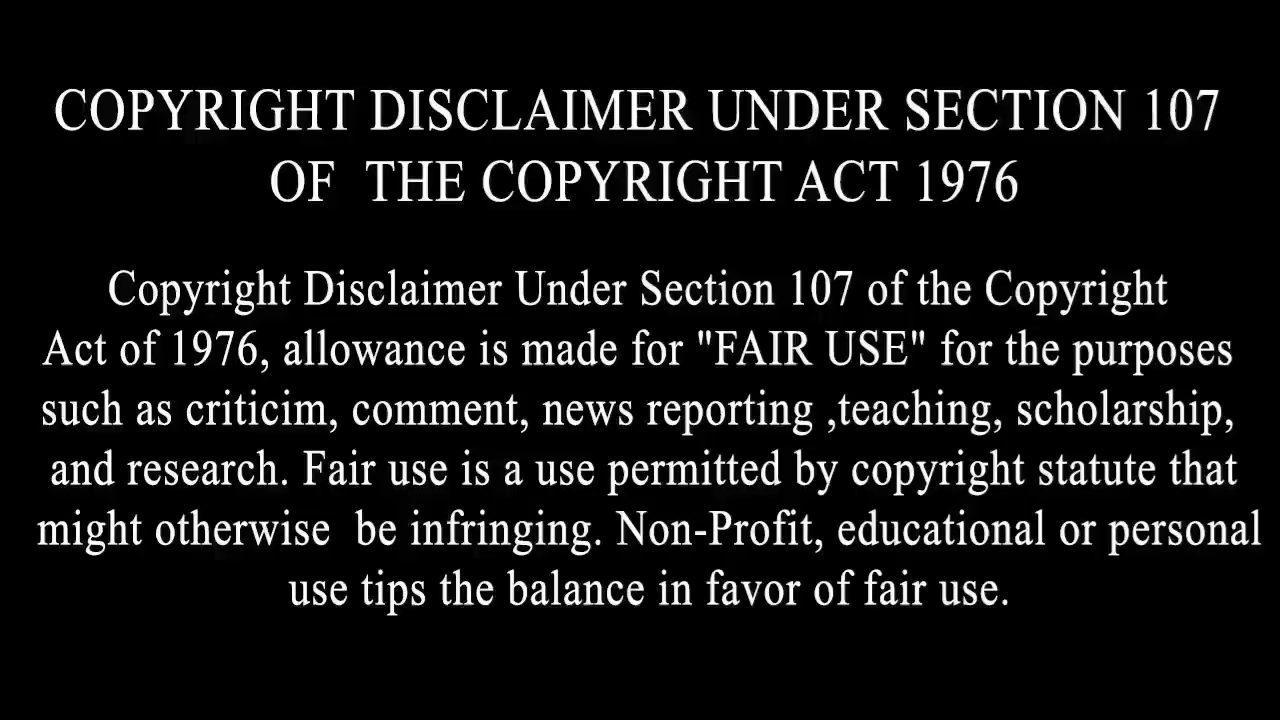 COPYRIGHT DISCLAIMER UNDER SECTION 107
OF THE COPYRIGHT ACT 1976
Copyright Disclaimer Under Section 107 of the Copyright
Act of 1976, allowance is made for "FAIR USE" for the purposes
such as criticim, comment, news reporting ,teaching, scholarship,
and research. Fair use is a use permitted by copyright statute that
might otherwise be infringing. Non-Profit, educational or personal
use tips the balance in favor of fair use.